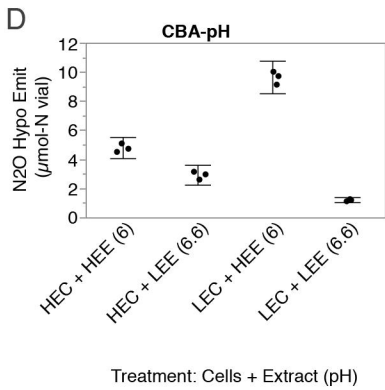 D
CBA-pH
N2O Hypo Emit
(µmol-N vial)
12
10
8
6
4
2
0
HEC + HEE (6)
HEC + LEE (6.6)
LEC + HEE (6)
LEC + LEE (6.6)
Treatment: Cells + Extract (pH)